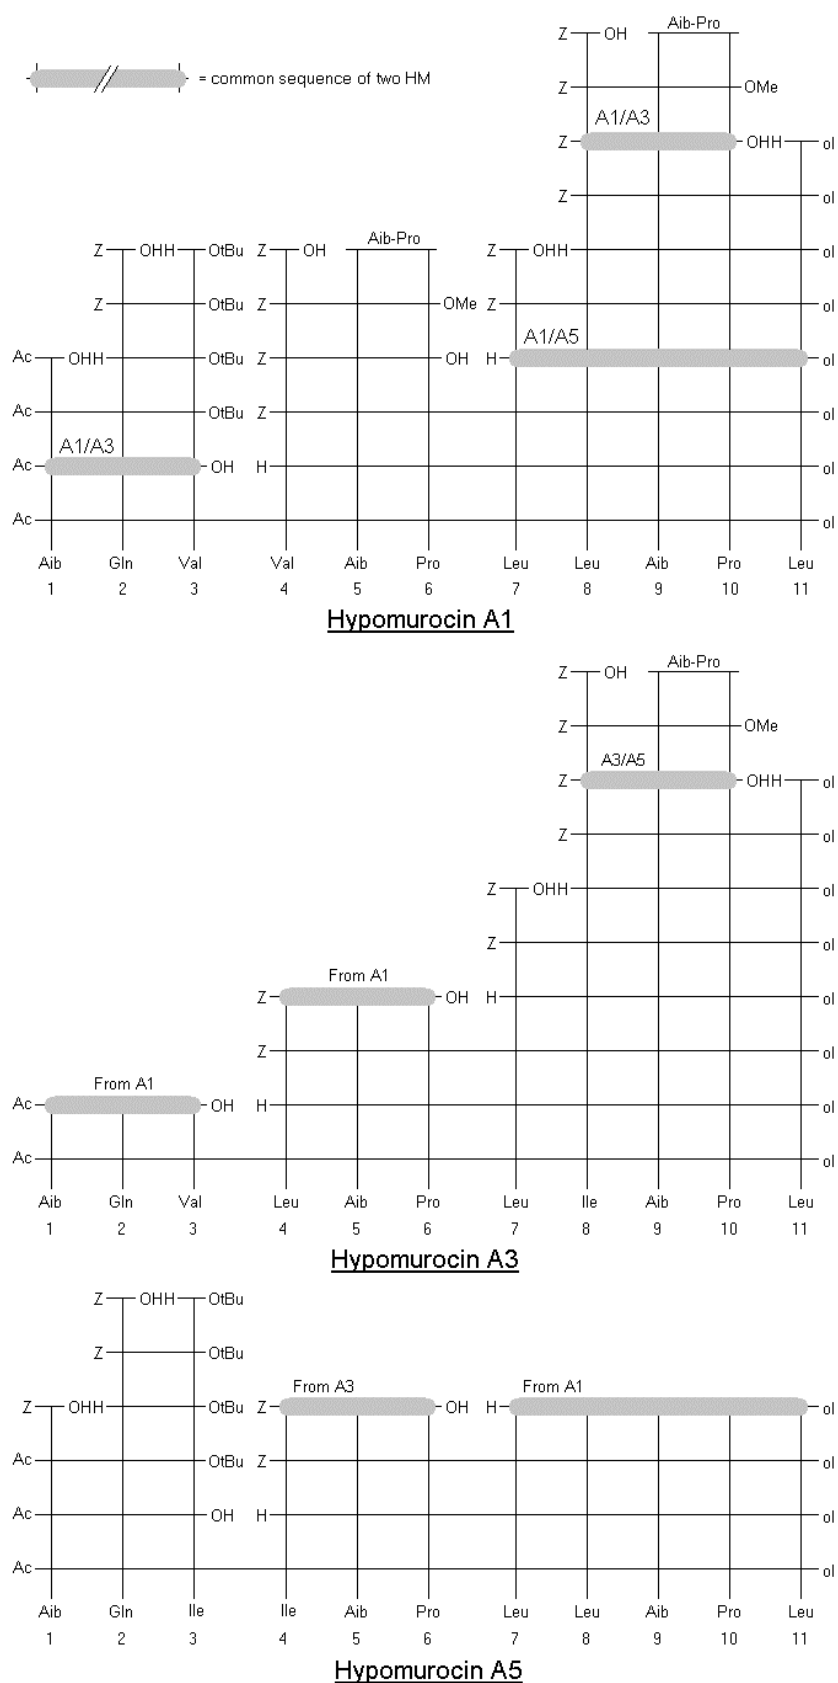 Z OH Aib-Pro
= common sequence of two HM
Z OMe
A1/A3
Z OHH ol
Z ol
Z OHH OtBu Z OH Aib-Pro Z OHH ol
Z OtBu Z OMe Z ol
A1/A5
Ac OHH OtBu Z OH H ol
Ac OtBu Z ol
A1/A3
Ac OH H ol
Ac ol
Aib Gln Val Val Aib Pro Leu Leu Aib Pro Leu
1 2 3 4 5 6 7 8 9 10 11
Hypomurocin A1
Z OH Aib-Pro
Z OMe
A3/A5
Z OHH ol
Z ol
Z OHH ol
Z ol
From A1
Z OH H ol
Z ol
From A1
Ac OH H ol
Ac ol
Aib Gln Val Leu Aib Pro Leu Ile Aib Pro Leu
1 2 3 4 5 6 7 8 9 10 11
Hypomurocin A3
Z OHH OtBu
Z OtBu
From A3 From A1
Z OHH OtBu Z OH H ol
Ac OtBu Z ol
Ac OH H ol
Ac ol
Aib Gln Ile Ile Aib Pro Leu Leu Aib Pro Leu
1 2 3 4 5 6 7 8 9 10 11
Hypomurocin A5